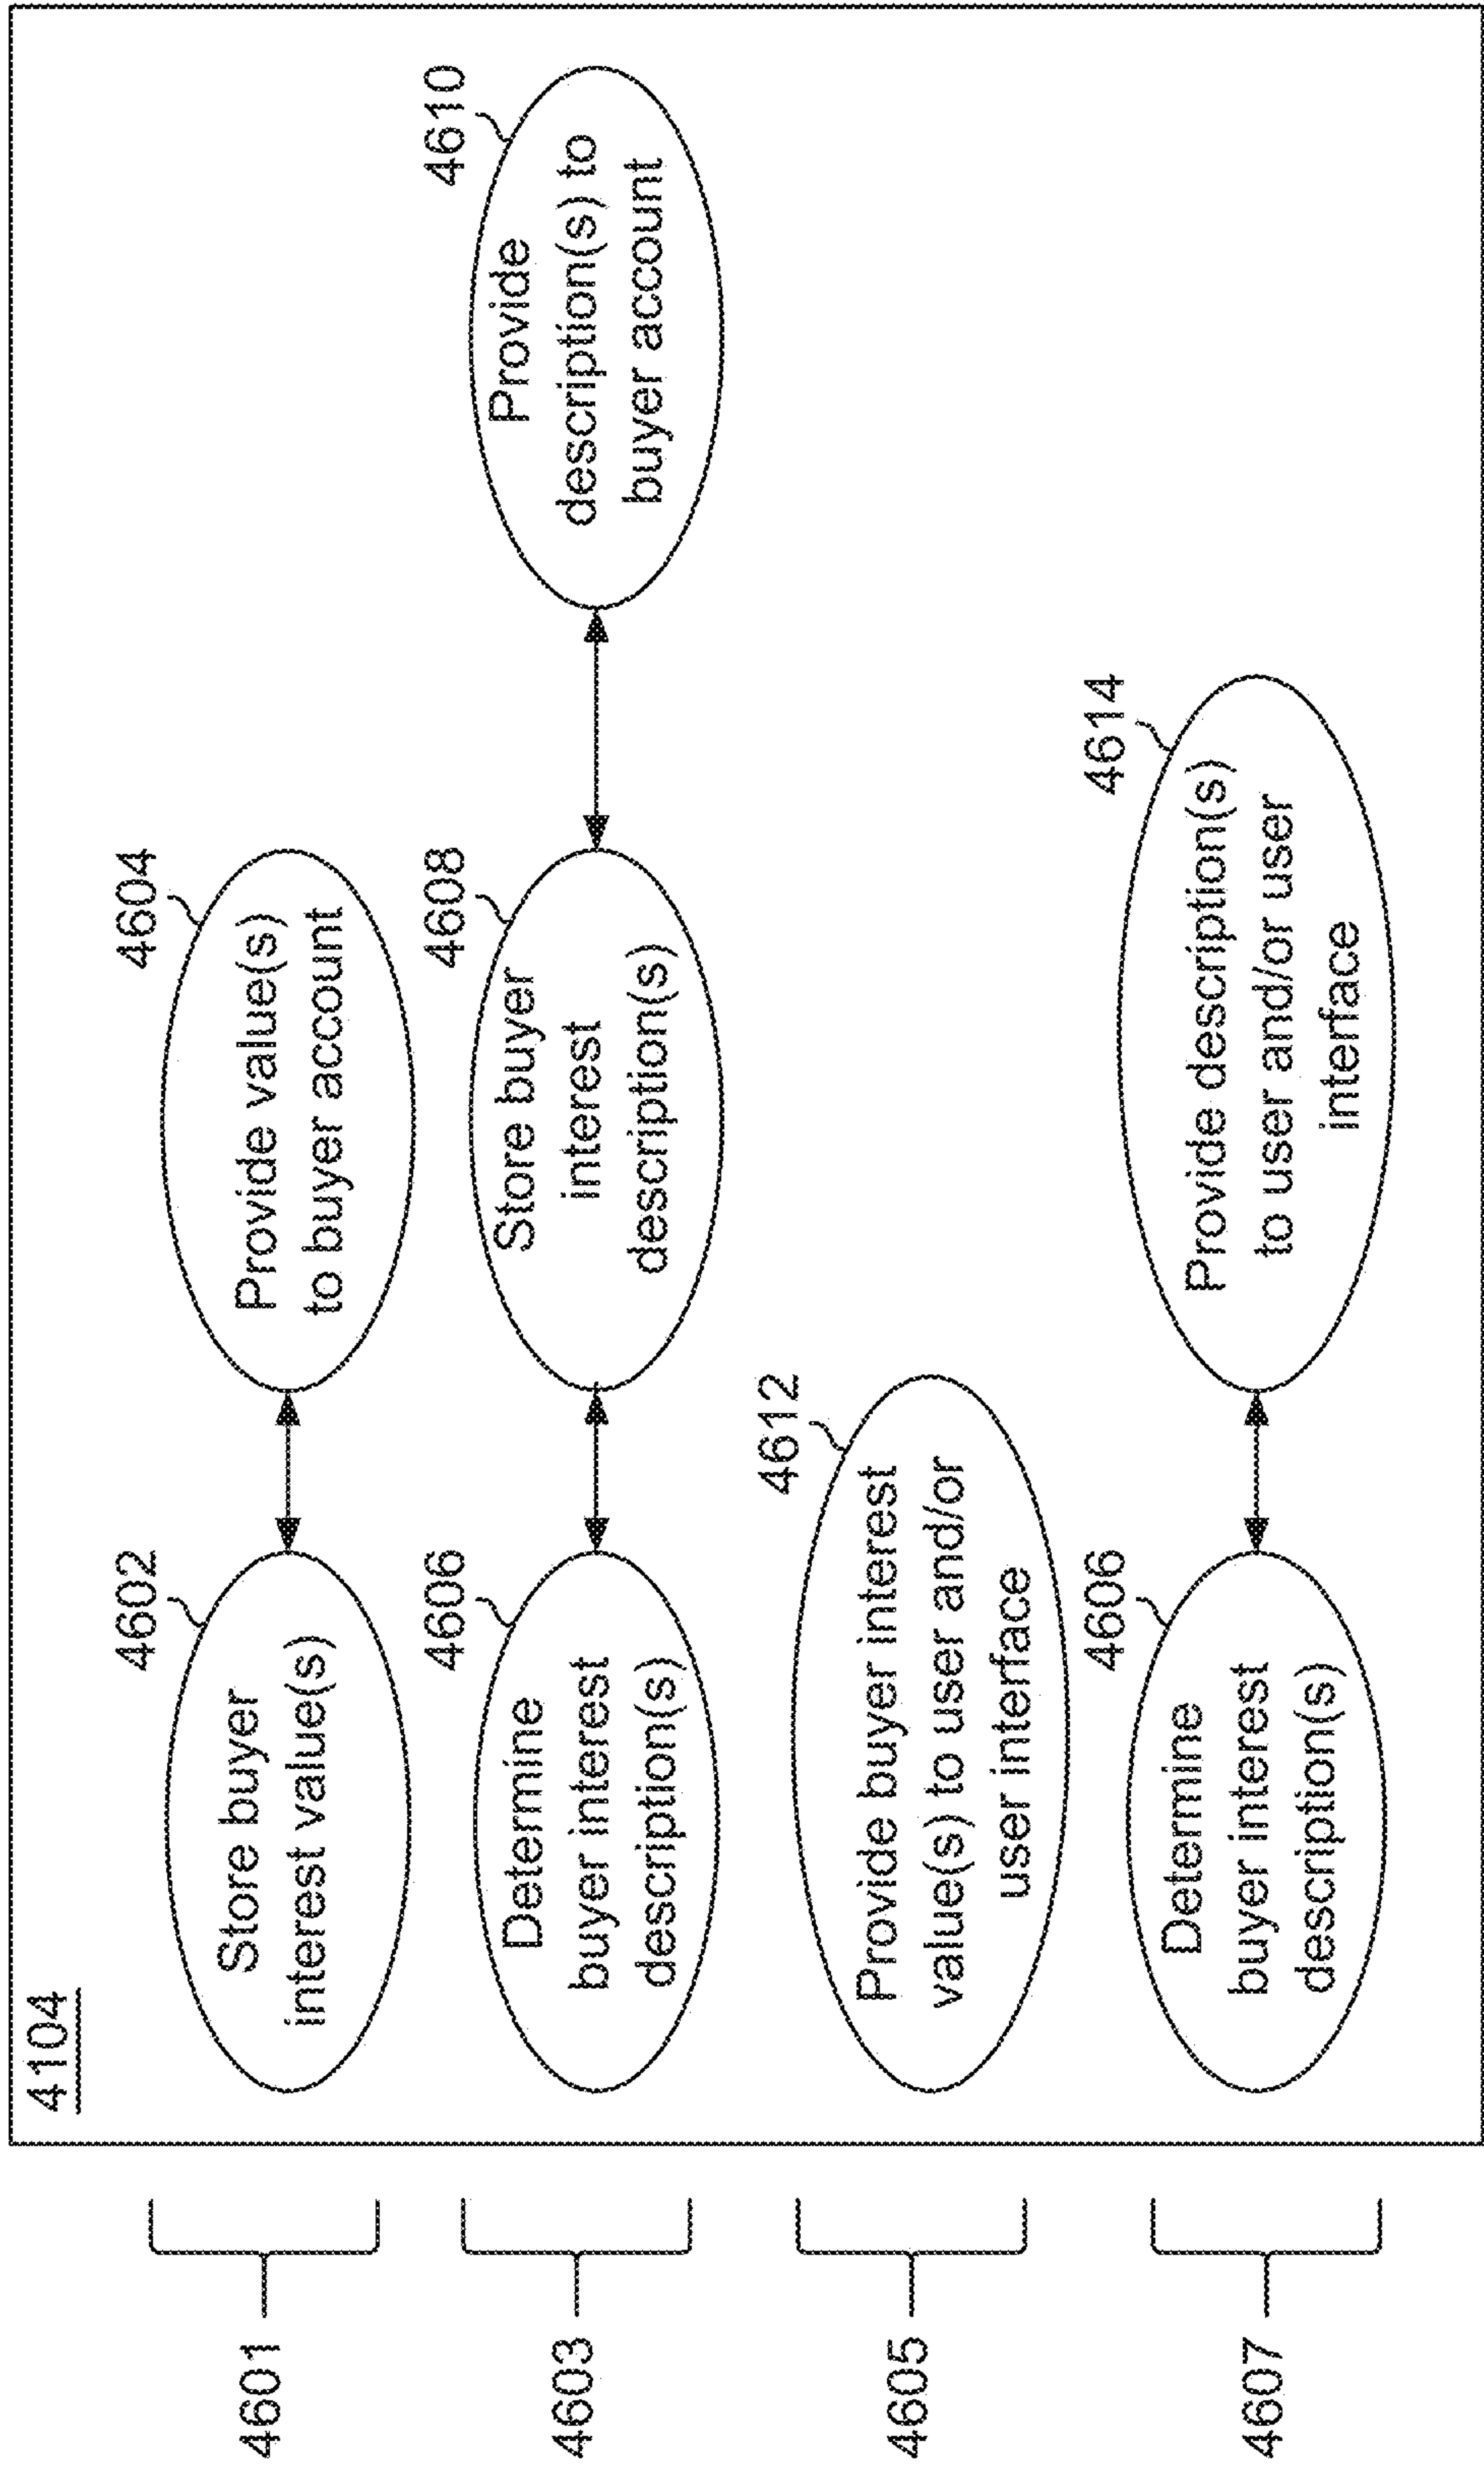 4104
4601
4602
Store buyer
interest value(s)
4604
Provide value(s)
to buyer account
4603
4606
Determine
buyer interest
description(s)
4608
Store buyer
interest
description(s)
4610
Provide
description(s) to
buyer account
4605
4612
Provide buyer interest
value(s) to user and/or
user interface
4607
4606
Determine
buyer interest
description(s)
4614
Provide description(s)
to user and/or user
interface